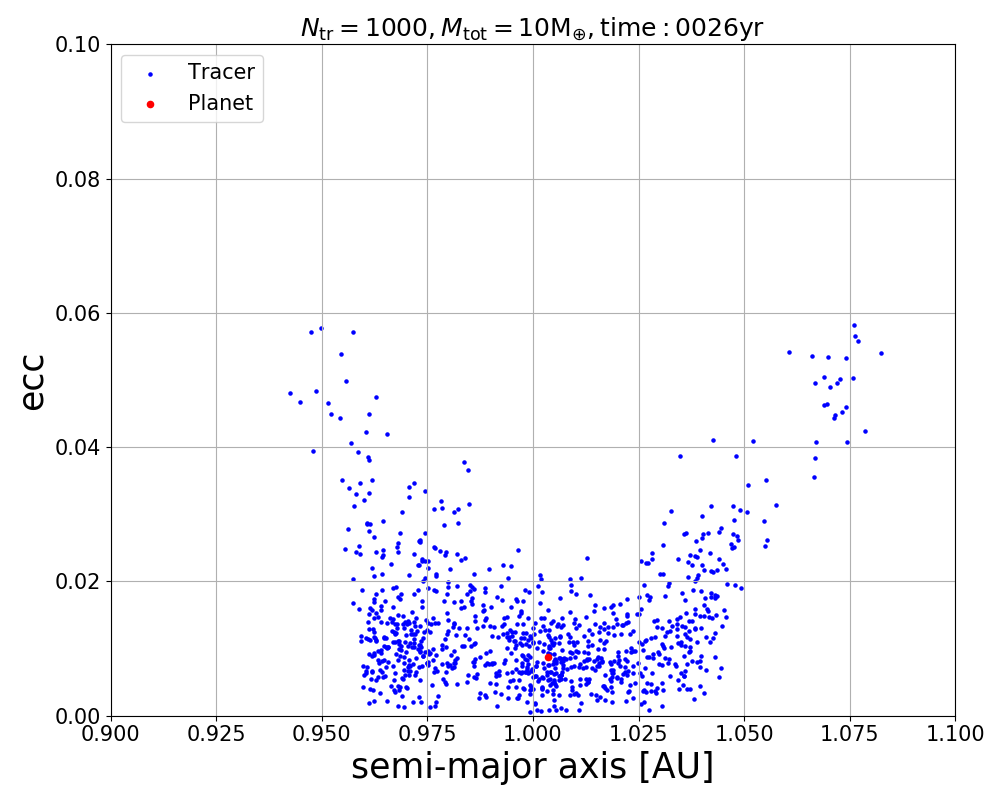 N_tr = 1000, M_tot = 10M_⊕, time : 0026yr
Tracer
Planet
0.10
0.08
0.06
0.04
0.02
0.00
ecc
0.900 0.925 0.950 0.975 1.000 1.025 1.050 1.075 1.100
semi-major axis [AU]